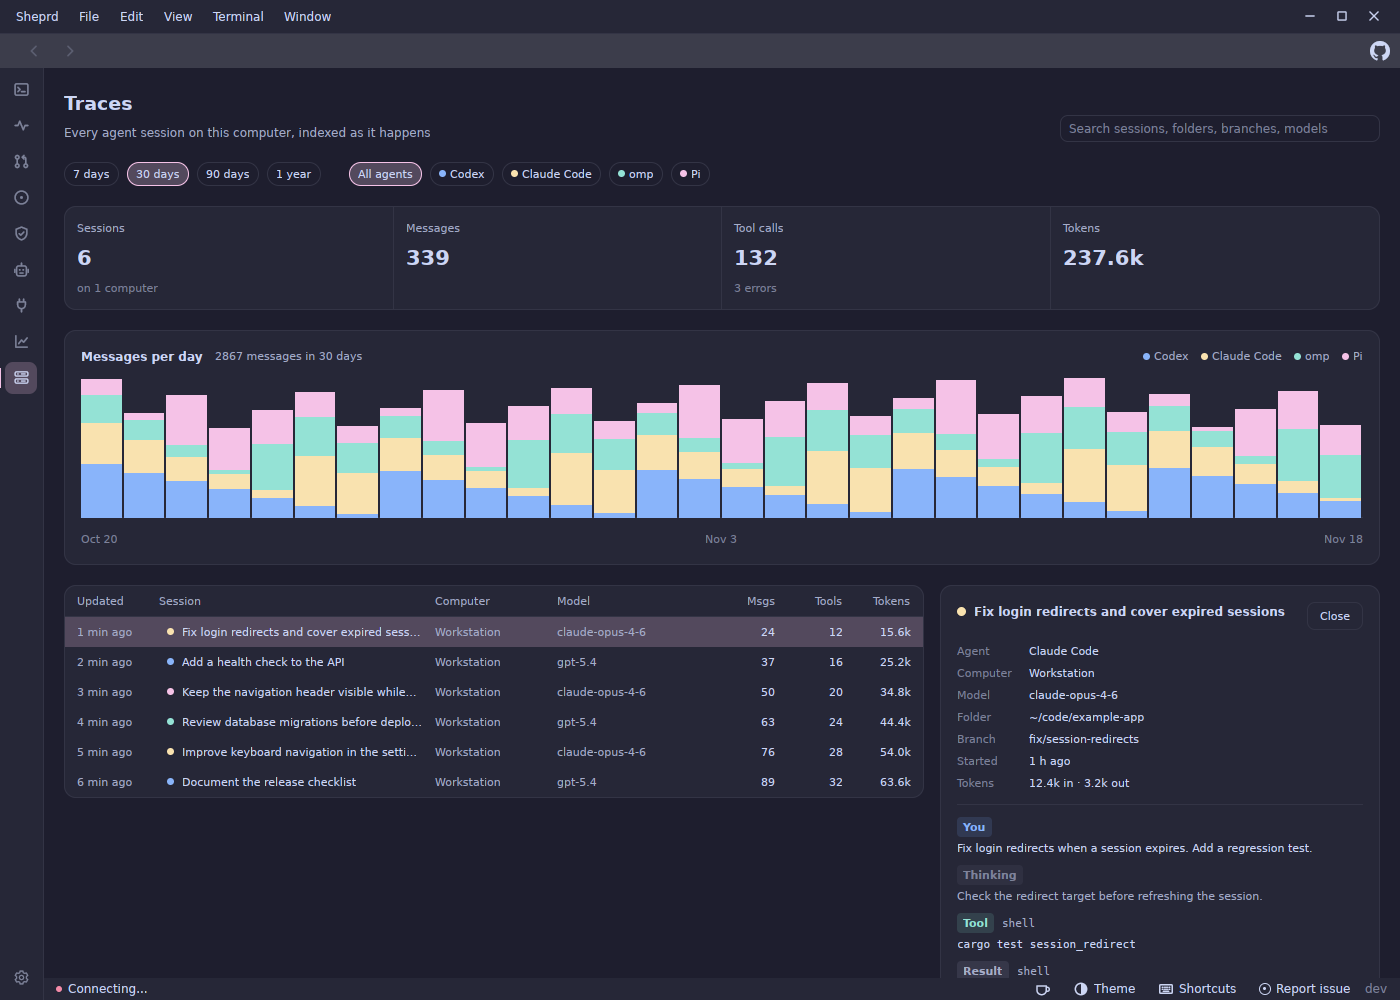 Sheprd File Edit View Terminal Window
Traces
Every agent session on this computer, indexed as it happens
Search sessions, folders, branches, models
7 days 30 days 90 days 1 year All agents Codex Claude Code omp Pi
Sessions Messages Tool calls Tokens
6 339 132 237.6k
on 1 computer 3 errors
Messages per day 2867 messages in 30 days Codex Claude Code omp Pi
Oct 20 Nov 3 Nov 18
Updated Session Computer Model Msgs Tools Tokens
1 min ago Fix login redirects and cover expired sess... Workstation claude-opus-4-6 24 12 15.6k
2 min ago Add a health check to the API Workstation gpt-5.4 37 16 25.2k
3 min ago Keep the navigation header visible while... Workstation claude-opus-4-6 50 20 34.8k
4 min ago Review database migrations before deplo... Workstation gpt-5.4 63 24 44.4k
5 min ago Improve keyboard navigation in the setti... Workstation claude-opus-4-6 76 28 54.0k
6 min ago Document the release checklist Workstation gpt-5.4 89 32 63.6k
Fix login redirects and cover expired sessions Close
Agent Claude Code
Computer Workstation
Model claude-opus-4-6
Folder ~/code/example-app
Branch fix/session-redirects
Started 1 h ago
Tokens 12.4k in · 3.2k out
You
Fix login redirects when a session expires. Add a regression test.
Thinking
Check the redirect target before refreshing the session.
Tool shell
cargo test session_redirect
Result shell
Connecting... Theme Shortcuts Report issue dev